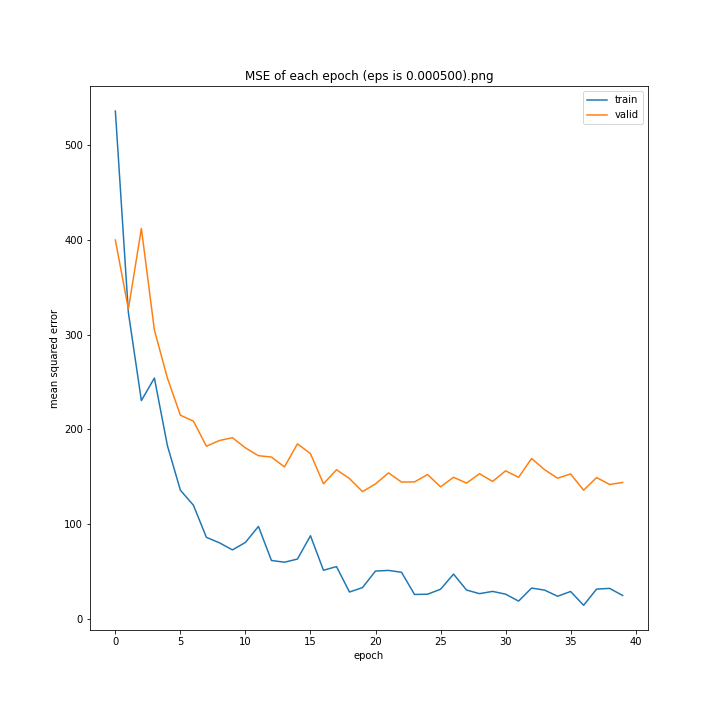 MSE of each epoch (eps is 0.000500).png
train
valid
mean squared error
500
400
300
200
100
0
0 5 10 15 20 25 30 35 40
epoch